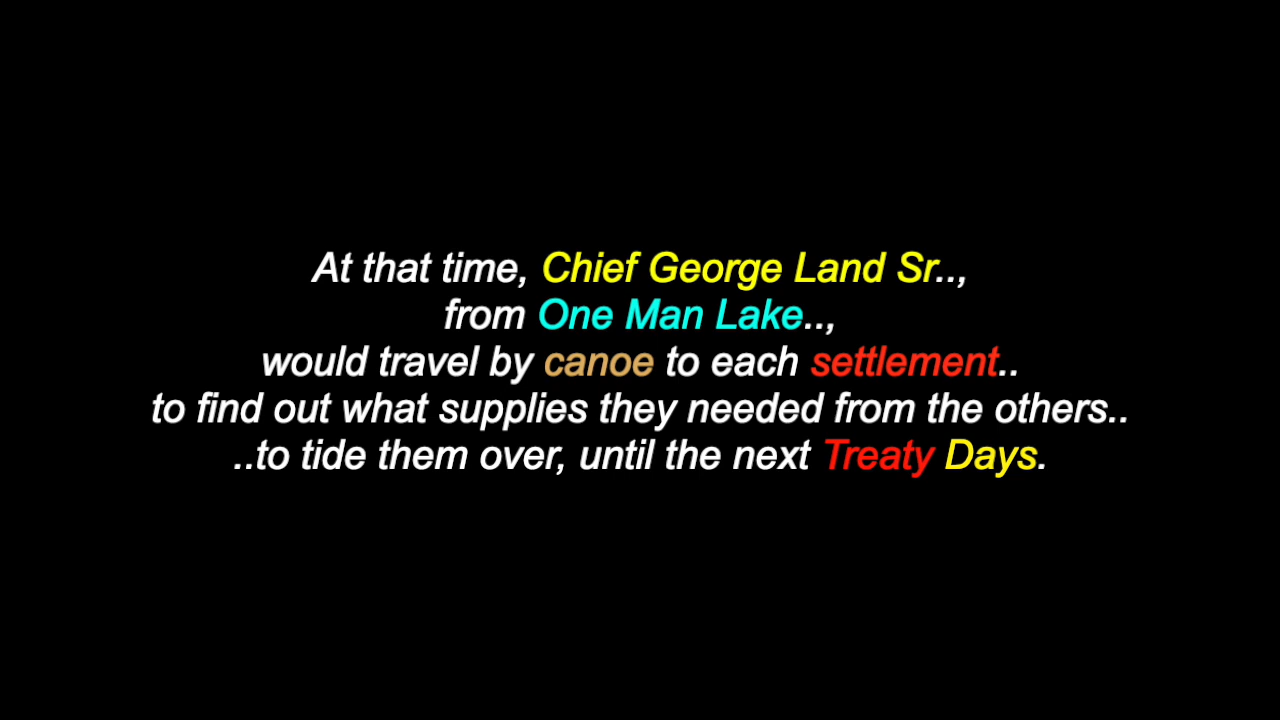 At that time, Chief George Land Sr..,
from One Man Lake..,
would travel by canoe to each settlement..
to find out what supplies they needed from the others..
..to tide them over, until the next Treaty Days.